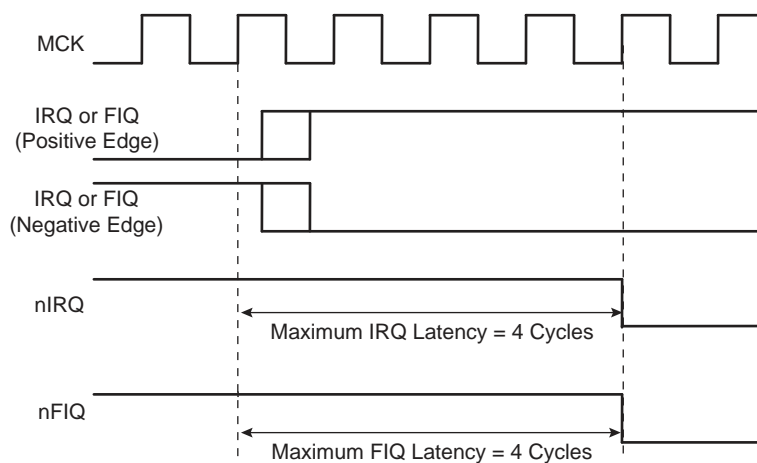 MCK
IRQ or FIQ
(Positive Edge)
IRQ or FIQ
(Negative Edge)
nIRQ
Maximum IRQ Latency = 4 Cycles
nFIQ
Maximum FIQ Latency = 4 Cycles